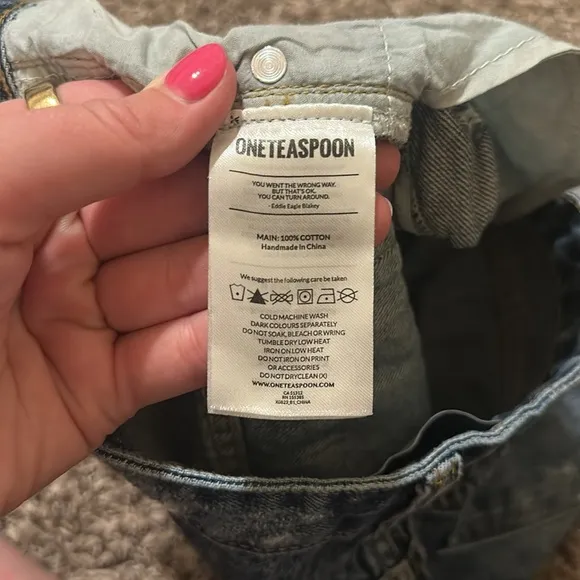 ONETEASPOON
YOU WENT THE WRONG WAY.
BUT THAT'S OK.
YOU CAN TURN AROUND.
- Eddie Eagle Blakey
MAIN: 100% COTTON
Handmade in China
We suggest the following care be taken
COLD MACHINE WASH
DARK COLOURS SEPARATELY
DO NOT SOAK, BLEACH OR WRING
TUMBLE DRY LOW HEAT
IRON ON LOW HEAT
DO NOT IRON ON PRINT
OR ACCESSORIES
DO NOT DRYCLEAN (X)
WWW.ONETEASPOON.COM